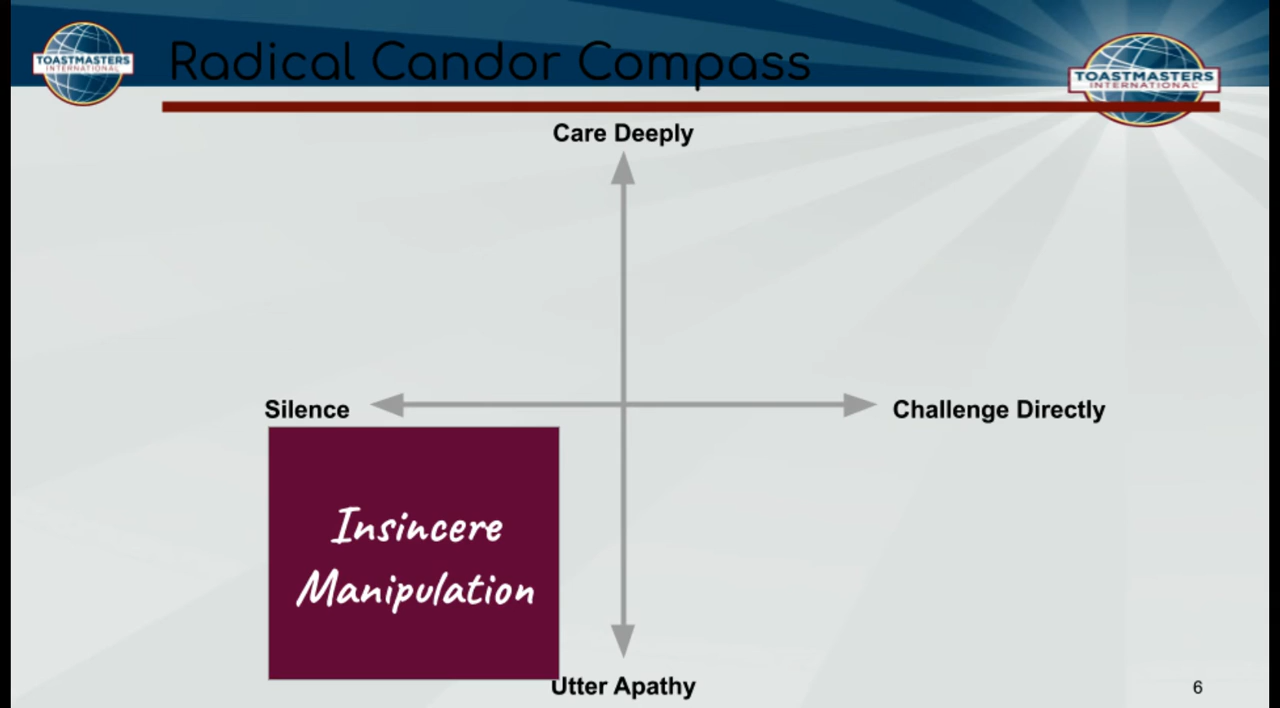 TOASTMASTERS
INTERNATIONAL
Radical Candor Compass
TOASTMASTERS
INTERNATIONAL
Care Deeply
Silence
Challenge Directly
Insincere
Manipulation
Utter Apathy
6